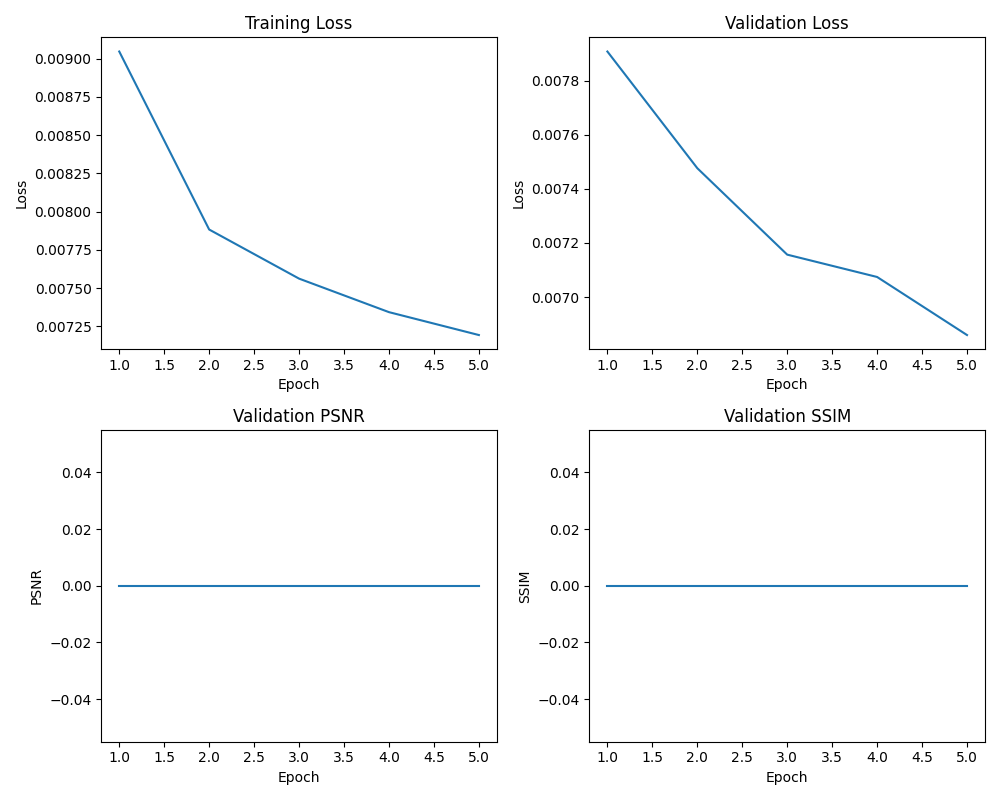 Training Loss
0.00900
0.00875
0.00850
0.00825
0.00800
0.00775
0.00750
0.00725
Loss
1.0 1.5 2.0 2.5 3.0 3.5 4.0 4.5 5.0
Epoch
Validation Loss
0.0078
0.0076
0.0074
0.0072
0.0070
Loss
1.0 1.5 2.0 2.5 3.0 3.5 4.0 4.5 5.0
Epoch
Validation PSNR
0.04
0.02
0.00
−0.02
−0.04
PSNR
1.0 1.5 2.0 2.5 3.0 3.5 4.0 4.5 5.0
Epoch
Validation SSIM
0.04
0.02
0.00
−0.02
−0.04
SSIM
1.0 1.5 2.0 2.5 3.0 3.5 4.0 4.5 5.0
Epoch